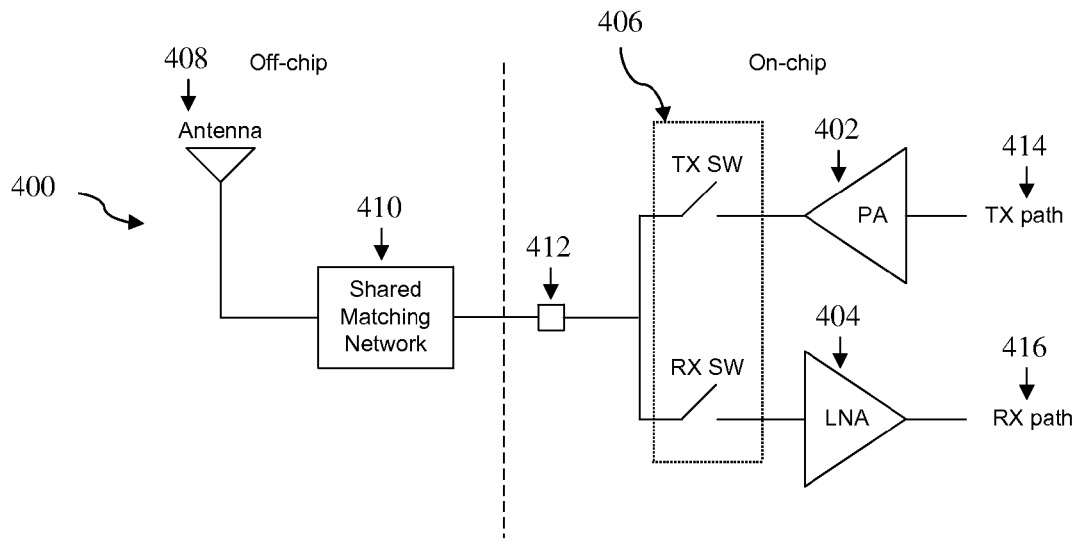 406
408
Off-chip
On-chip
Antenna
402
414
TX SW
400
410
PA
TX path
412
Shared
Matching
Network
404
416
RX SW
LNA
RX path